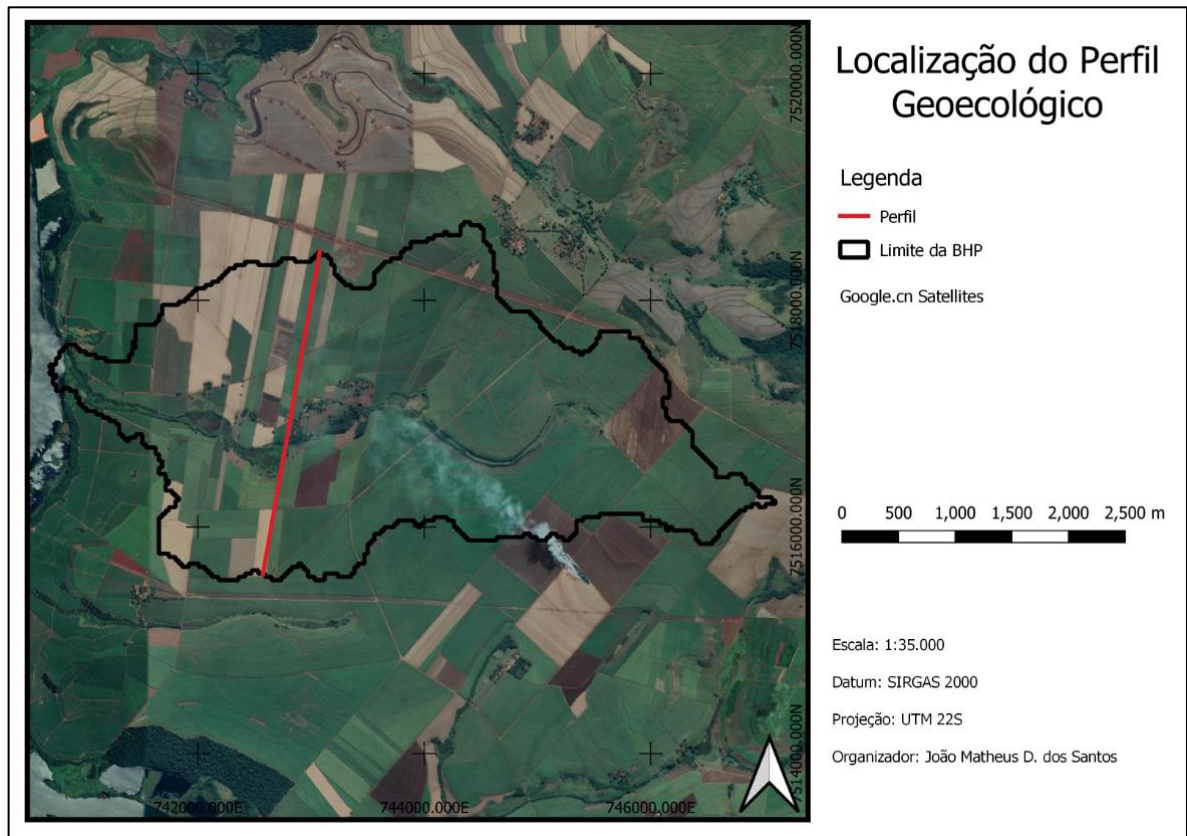 Localização do Perfil
Geoecológico
Legenda
Perfil
Limite da BHP
Google.cn Satellites
0 500 1,000 1,500 2,000 2,500 m
Escala: 1:35.000
Datum: SIRGAS 2000
Projeção: UTM 22S
Organizador: João Matheus D. dos Santos
7520000.000N
7518000.000N
7516000.000N
7514000.000N
742000.000E 744000.000E 746000.000E